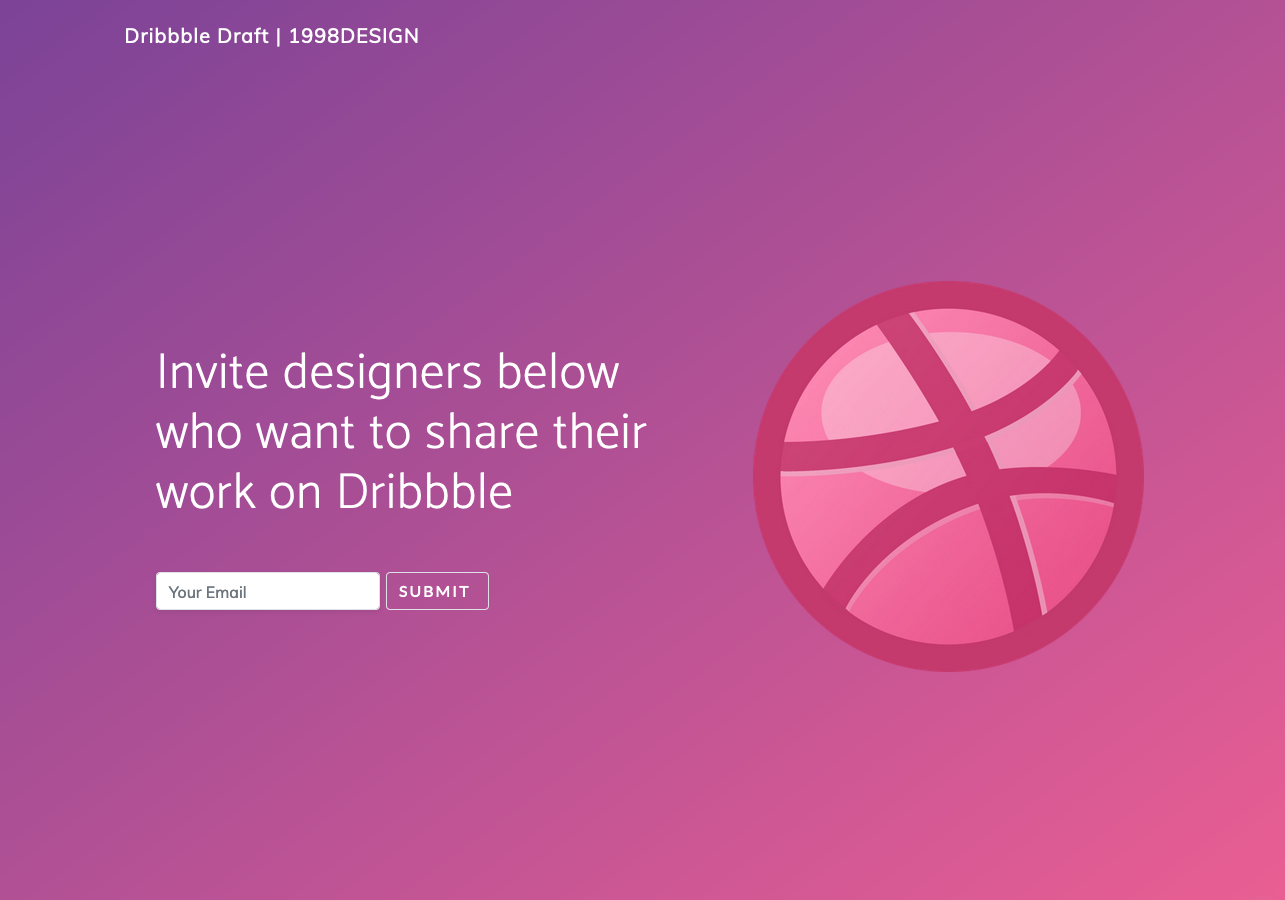 Dribbble Draft | 1998DESIGN
Invite designers below
who want to share their
work on Dribbble
Your Email
SUBMIT